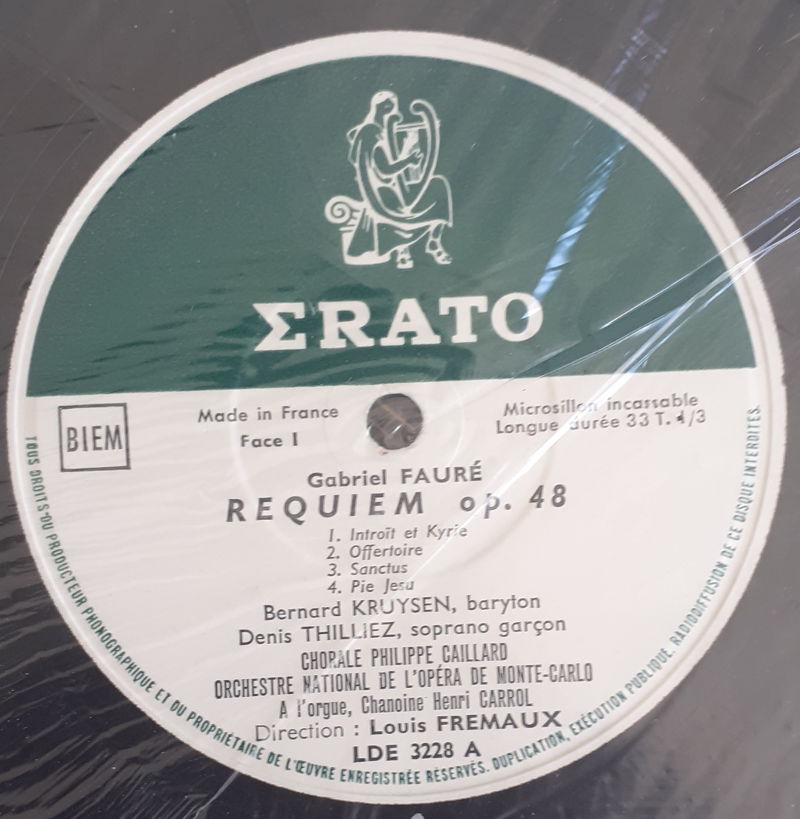 ΣRATO
BIEM
Made in France
Face 1
Microsillon incassable
Longue durée 33 T. 1/3
Gabriel FAURÉ
REQUIEM op. 48
1. Introït et Kyrie
2. Offertoire
3. Sanctus
4. Pie Jesu
Bernard KRUYSEN, baryton
Denis THILLIEZ, soprano garçon
CHORALE PHILIPPE CAILLARD
ORCHESTRE NATIONAL DE L'OPÉRA DE MONTE-CARLO
A l'orgue, Chanoine Henri CARROL
Direction : Louis FREMAUX
LDE 3228 A
TOUS DROITS DU PRODUCTEUR PHONOGRAPHIQUE ET DU PROPRIÉTAIRE DE L'ŒUVRE ENREGISTRÉE RÉSERVÉS. DUPLICATION, EXÉCUTION PUBLIQUE, RADIODIFFUSION DE CE DISQUE INTERDITES.